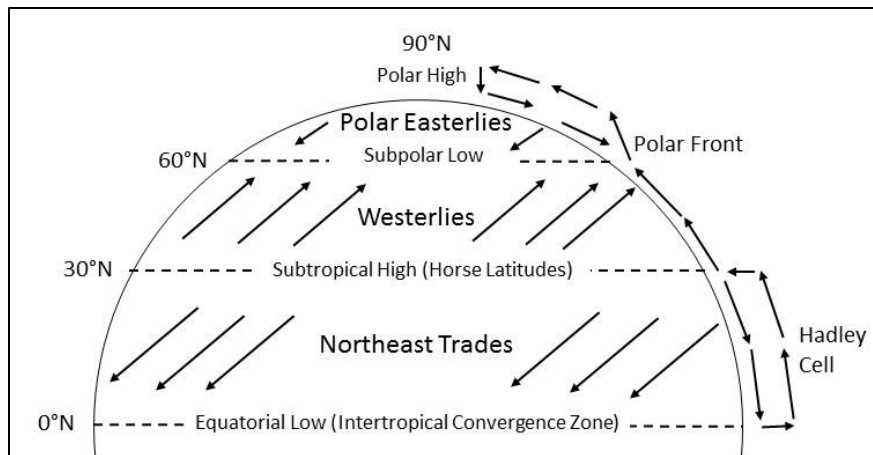 90°N
Polar High
Polar Easterlies
Polar Front
60°N
Subpolar Low
Westerlies
30°N
Subtropical High (Horse Latitudes)
Northeast Trades
Hadley
Cell
0°N
Equatorial Low (Intertropical Convergence Zone)